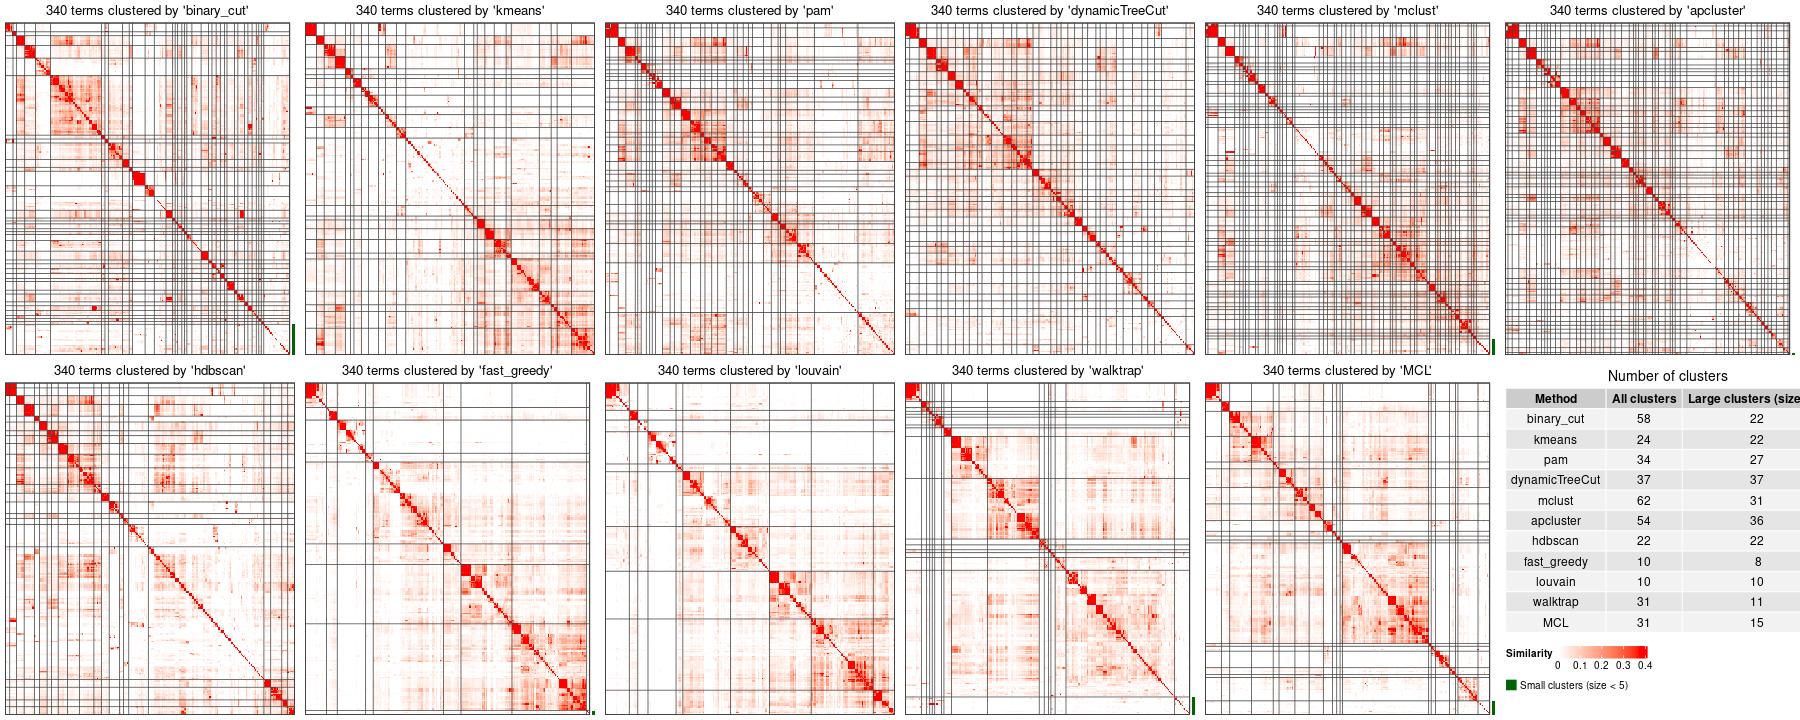 340 terms clustered by 'binary_cut'
340 terms clustered by 'kmeans'
340 terms clustered by 'pam'
340 terms clustered by 'dynamicTreeCut'
340 terms clustered by 'mclust'
340 terms clustered by 'apcluster'
340 terms clustered by 'hdbscan'
340 terms clustered by 'fast_greedy'
340 terms clustered by 'louvain'
340 terms clustered by 'walktrap'
340 terms clustered by 'MCL'
Number of clusters
Method All clusters Large clusters (size
binary_cut 58 22
kmeans 24 22
pam 34 27
dynamicTreeCut 37 37
mclust 62 31
apcluster 54 36
hdbscan 22 22
fast_greedy 10 8
louvain 10 10
walktrap 31 11
MCL 31 15
Similarity
0 0.1 0.2 0.3 0.4
Small clusters (size < 5)